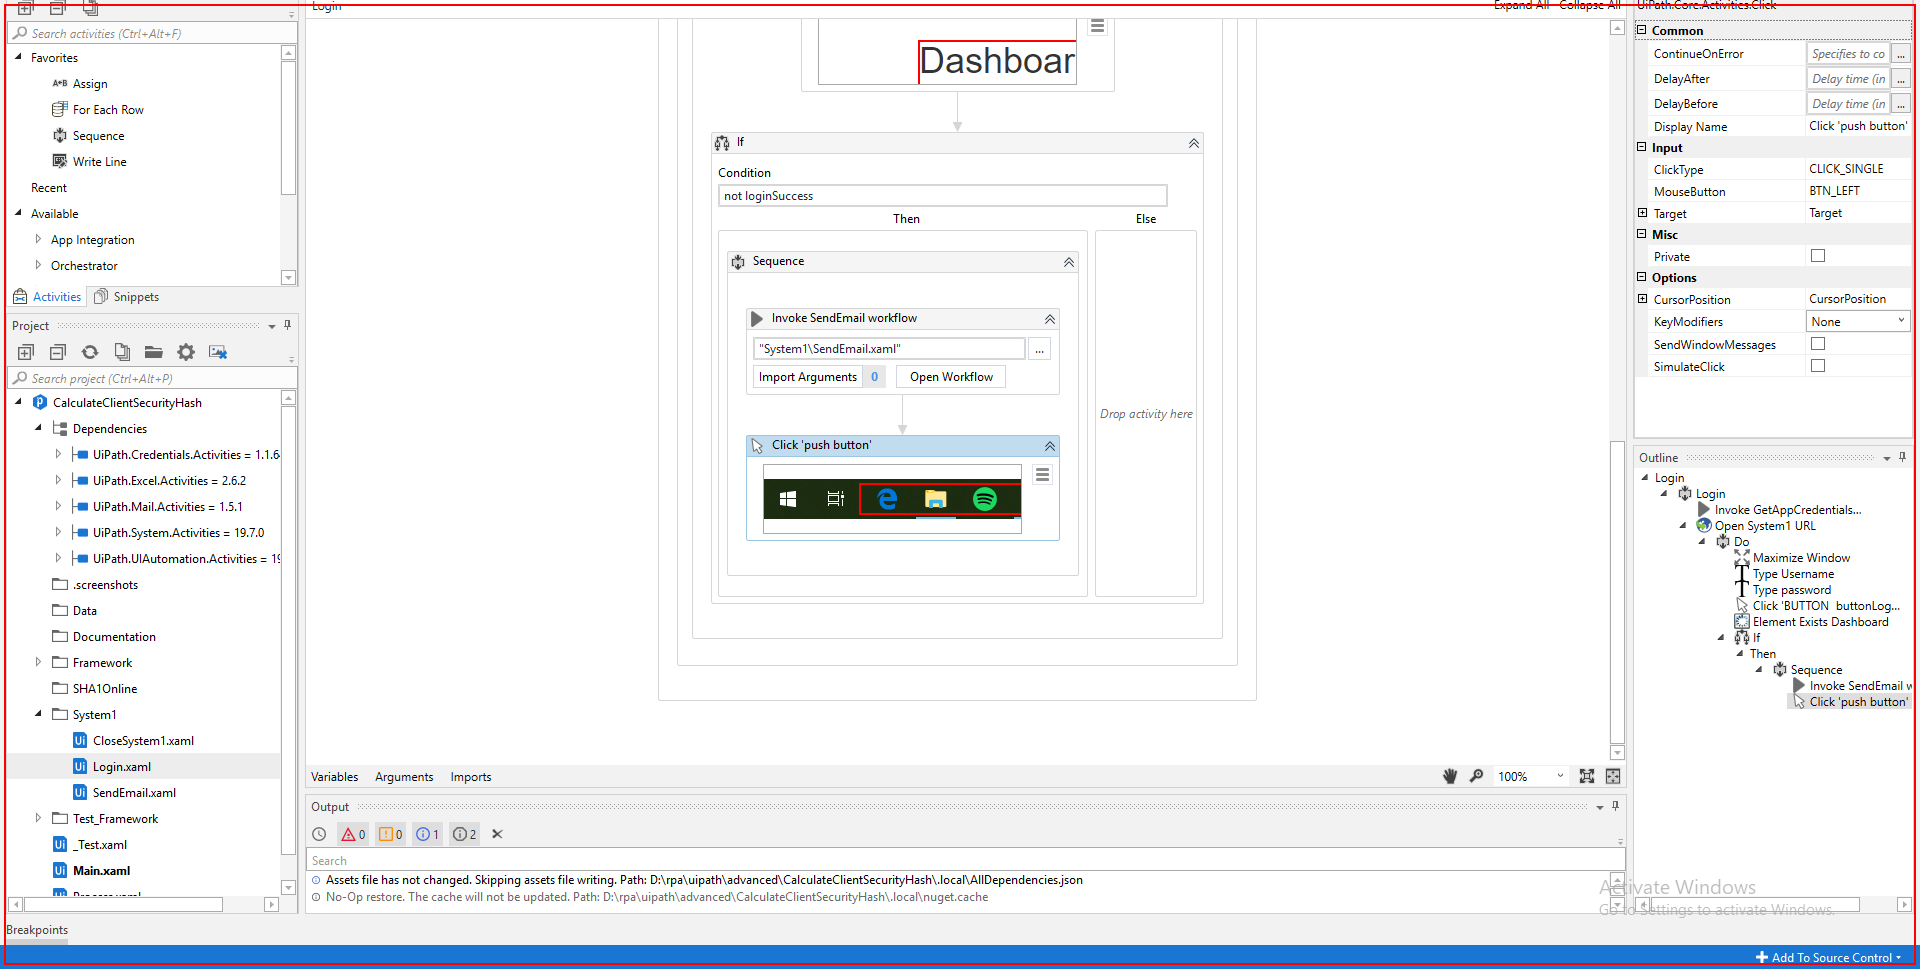 Login
Expand All
Collapse All
UiPath.Core.Activities.Click
Search activities (Ctrl+Alt+F)
Favorites
A+B Assign
For Each Row
Sequence
Write Line
Recent
Available
App Integration
Orchestrator
Activities
Snippets
Project
Search project (Ctrl+Alt+P)
CalculateClientSecurityHash
Dependencies
UiPath.Credentials.Activities = 1.1.6
UiPath.Excel.Activities = 2.6.2
UiPath.Mail.Activities = 1.5.1
UiPath.System.Activities = 19.7.0
UiPath.UIAutomation.Activities = 19
.screenshots
Data
Documentation
Framework
SHA1Online
System1
Ui CloseSystem1.xaml
Ui Login.xaml
Ui SendEmail.xaml
Test_Framework
Ui _Test.xaml
Ui Main.xaml
Breakpoints
Dashboar
If
Condition
not loginSuccess
Then
Else
Sequence
Invoke SendEmail workflow
"System1\SendEmail.xaml"
...
Import Arguments 0
Open Workflow
Click 'push button'
Drop activity here
Variables
Arguments
Imports
100%
Output
0
0
1
2
Search
Assets file has not changed. Skipping assets file writing. Path: D:\rpa\uipath\advanced\CalculateClientSecurityHash\.local\AllDependencies.json
No-Op restore. The cache will not be updated. Path: D:\rpa\uipath\advanced\CalculateClientSecurityHash\.local\nuget.cache
Common
ContinueOnError Specifies to co ...
DelayAfter Delay time (in ...
DelayBefore Delay time (in ...
Display Name Click 'push button'
Input
ClickType CLICK_SINGLE
MouseButton BTN_LEFT
Target Target
Misc
Private
Options
CursorPosition CursorPosition
KeyModifiers None
SendWindowMessages
SimulateClick
Outline
Login
Login
Invoke GetAppCredentials...
Open System1 URL
Do
Maximize Window
Type Username
Type password
Click 'BUTTON buttonLog...
Element Exists Dashboard
If
Then
Sequence
Invoke SendEmail w
Click 'push button'
Activate Windows
Go to Settings to activate Windows.
Add To Source Control